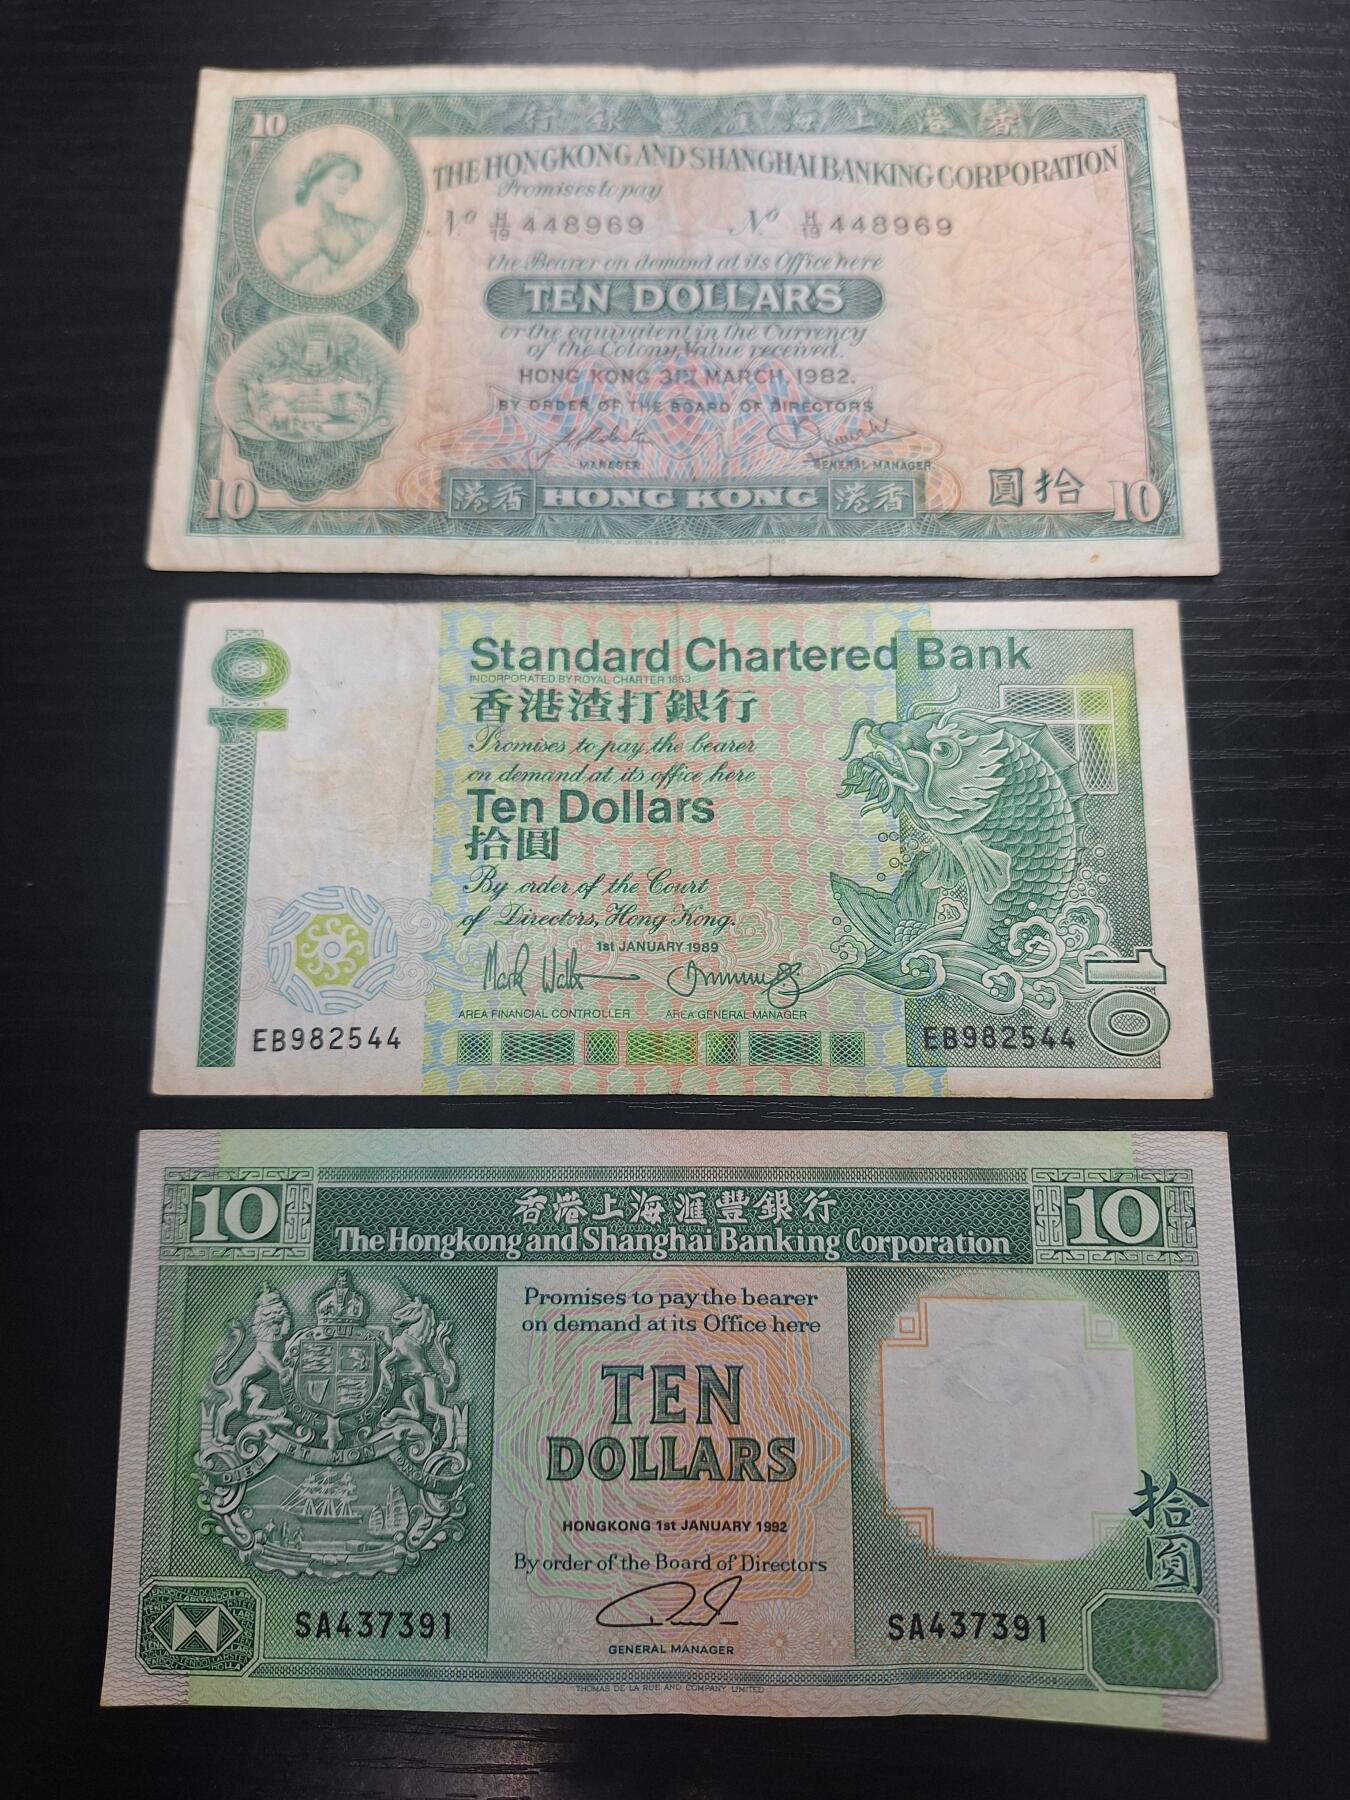 行銀豐滙海上港香
10
THE HONGKONG AND SHANGHAI BANKING CORPORATION
Promises to pay
No H/19 448969 No H/19 448969
the Bearer on demand at its Office here
TEN DOLLARS
or the equivalent in the Currency
of the Colony Value received.
HONG KONG 31ST MARCH, 1982.
BY ORDER OF THE BOARD OF DIRECTORS
MANAGER GENERAL MANAGER
10 港香 HONG KONG 港香 圓拾 10
10
Standard Chartered Bank
INCORPORATED BY ROYAL CHARTER 1853
香港渣打銀行
Promises to pay the bearer
on demand at its office here
Ten Dollars
拾圓
By order of the Court
of Directors, Hong Kong.
1st JANUARY 1989
AREA FINANCIAL CONTROLLER AREA GENERAL MANAGER
EB982544 EB982544
10
10 香港上海滙豐銀行 10
The Hongkong and Shanghai Banking Corporation
Promises to pay the bearer
on demand at its Office here
TEN
DOLLARS
DIEU ET MON DROIT
拾圓
HONGKONG 1st JANUARY 1992
By order of the Board of Directors
SA437391 SA437391
GENERAL MANAGER
THOMAS DE LA RUE AND COMPANY LIMITED